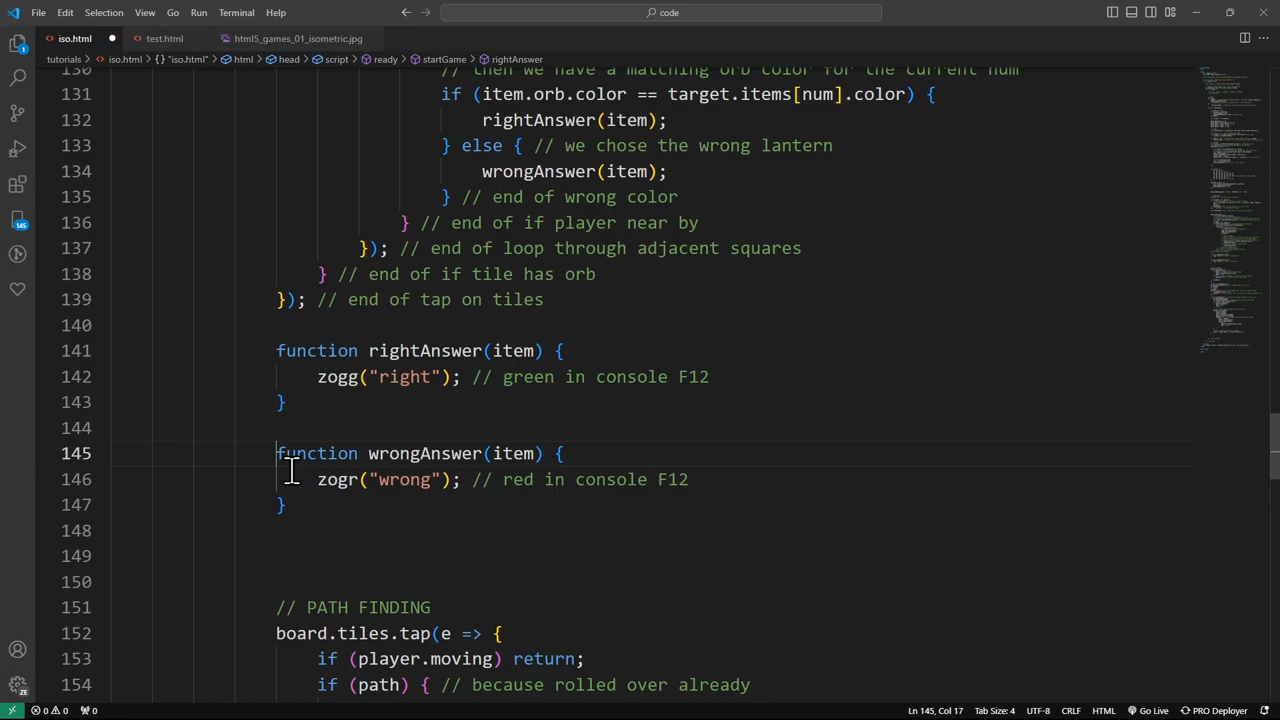 File Edit Selection View Go Run Terminal Help
code
iso.html
test.html
html5_games_01_isometric.jpg
tutorials > iso.html > {} "iso.html" > html > head > script > ready > startGame > rightAnswer
130 // then we have a matching orb color for the current num
131 if (item.orb.color == target.items[num].color) {
132 rightAnswer(item);
133 } else { // we chose the wrong lantern
134 wrongAnswer(item);
135 } // end of wrong color
136 } // end of if player near by
137 }); // end of loop through adjacent squares
138 } // end of if tile has orb
139 }); // end of tap on tiles
140
141 function rightAnswer(item) {
142 zogg("right"); // green in console F12
143 }
144
145 function wrongAnswer(item) {
146 zogr("wrong"); // red in console F12
147 }
148
149
150
151 // PATH FINDING
152 board.tiles.tap(e => {
153 if (player.moving) return;
154 if (path) { // because rolled over already
1
145
ZE
0 0 0 Ln 145, Col 17 Tab Size: 4 UTF-8 CRLF HTML Go Live PRO Deployer